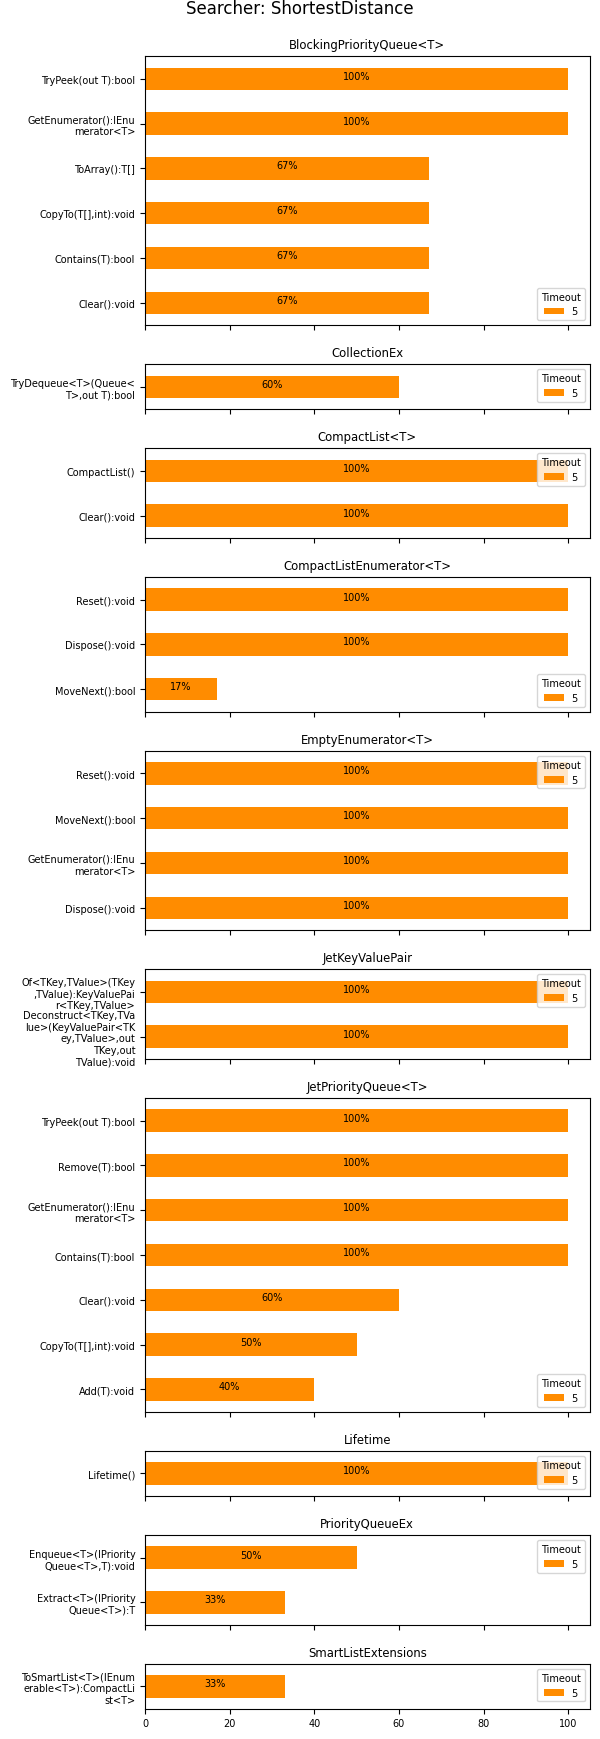 Searcher: ShortestDistance
BlockingPriorityQueue<T>
TryPeek(out T):bool
100%
GetEnumerator():IEnu
merator<T>
100%
ToArray():T[]
67%
CopyTo(T[],int):void
67%
Contains(T):bool
67%
Clear():void
67%
Timeout
5
CollectionEx
TryDequeue<T>(Queue<
T>,out T):bool
60%
Timeout
5
CompactList<T>
CompactList()
100%
Clear():void
100%
Timeout
5
CompactListEnumerator<T>
Reset():void
100%
Dispose():void
100%
MoveNext():bool
17%
Timeout
5
EmptyEnumerator<T>
Reset():void
100%
MoveNext():bool
100%
GetEnumerator():IEnu
merator<T>
100%
Dispose():void
100%
Timeout
5
JetKeyValuePair
Of<TKey,TValue>(TKey
,TValue):KeyValuePai
r<TKey,TValue>
100%
Deconstruct<TKey,TVa
lue>(KeyValuePair<TK
ey,TValue>,out
TKey,out
TValue):void
100%
Timeout
5
JetPriorityQueue<T>
TryPeek(out T):bool
100%
Remove(T):bool
100%
GetEnumerator():IEnu
merator<T>
100%
Contains(T):bool
100%
Clear():void
60%
CopyTo(T[],int):void
50%
Add(T):void
40%
Timeout
5
Lifetime
Lifetime()
100%
Timeout
5
PriorityQueueEx
Enqueue<T>(IPriority
Queue<T>,T):void
50%
Extract<T>(IPriority
Queue<T>):T
33%
Timeout
5
SmartListExtensions
ToSmartList<T>(IEnum
erable<T>):CompactLi
st<T>
33%
Timeout
5
0 20 40 60 80 100